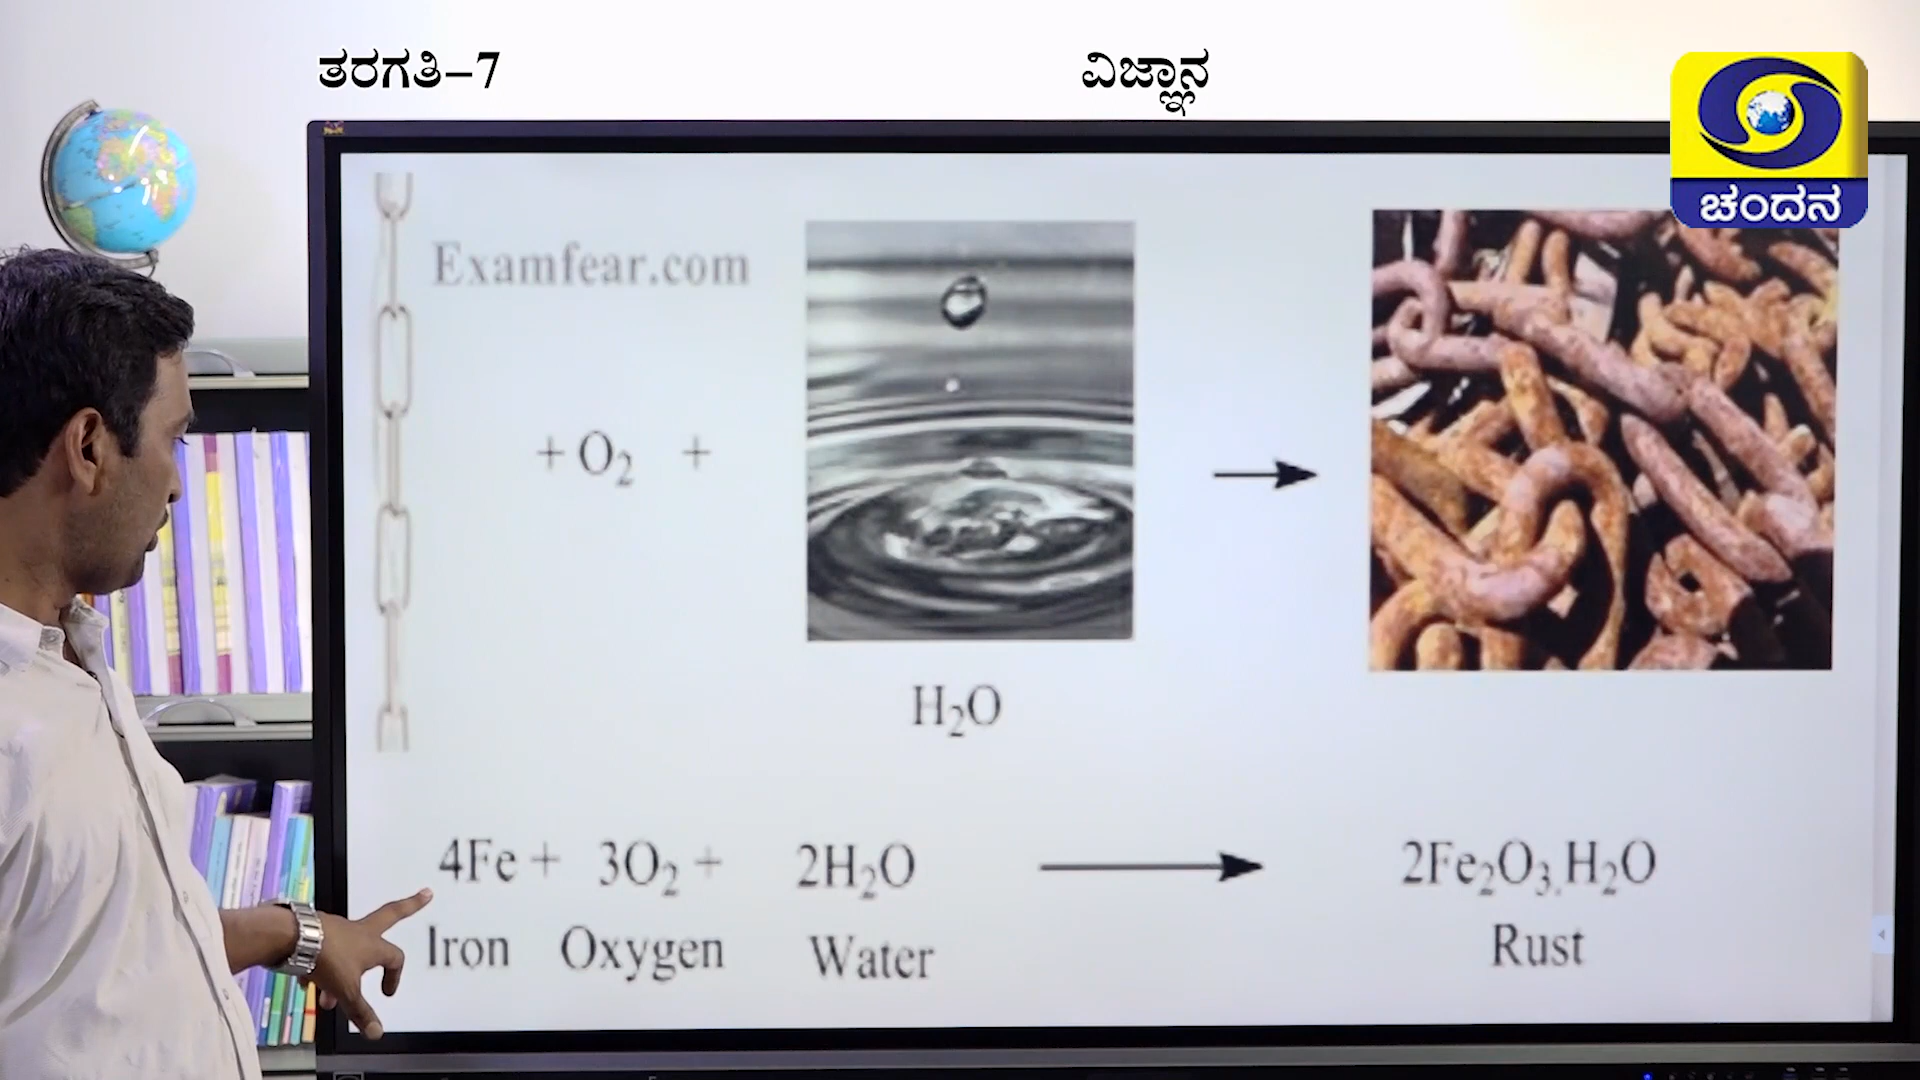 ತರಗತಿ–7 ವಿಜ್ಞಾನ
ಚಂದನ
Examfear.com
+ O₂ +
H₂O
4Fe + 3O₂ + 2H₂O 2Fe₂O₃.H₂O
Iron Oxygen Water Rust